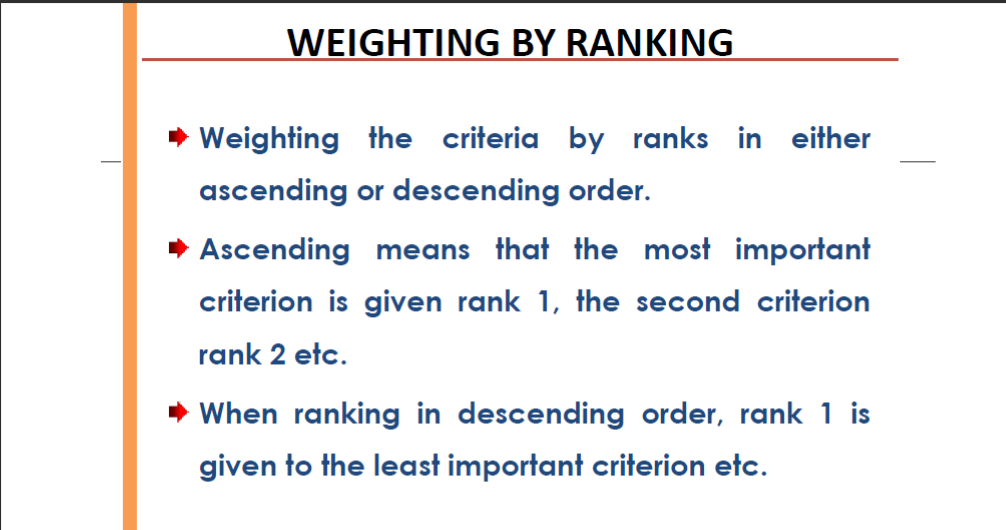 WEIGHTING BY RANKING
Weighting the criteria by ranks in either
ascending or descending order.
Ascending means that the most important
criterion is given rank 1, the second criterion
rank 2 etc.
When ranking in descending order, rank 1 is
given to the least important criterion etc.